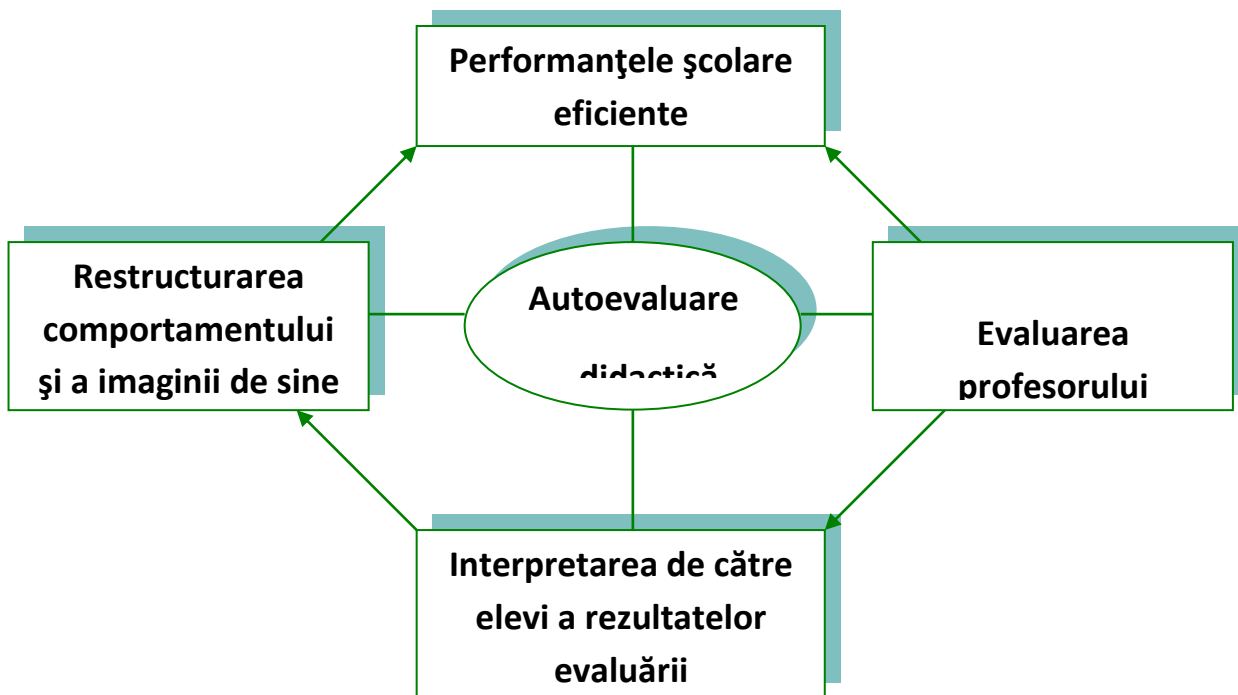 Performanţele şcolare
eficiente
Restructurarea
comportamentului
şi a imaginii de sine
Autoevaluare
didactică
Evaluarea
profesorului
Interpretarea de către
elevi a rezultatelor
evaluării